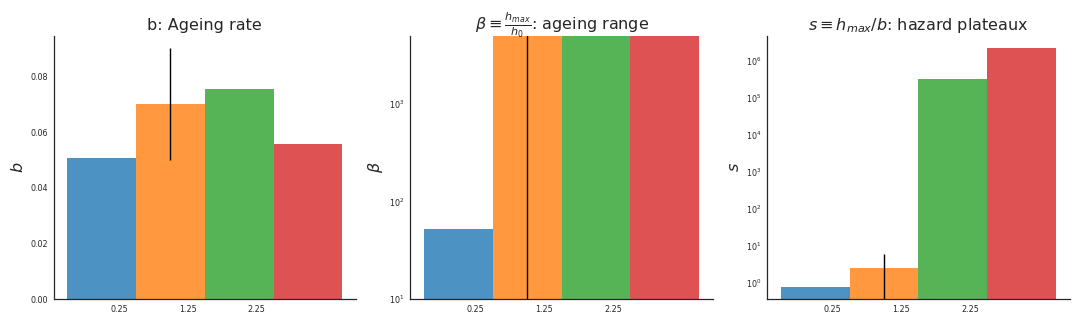 b: Ageing rate
b
0.08
0.06
0.04
0.02
0.00
0.25 1.25 2.25
β ≡ h_max/h_0: ageing range
β
10³
10²
10¹
0.25 1.25 2.25
s ≡ h_max/b: hazard plateaux
s
10⁶
10⁵
10⁴
10³
10²
10¹
10⁰
0.25 1.25 2.25